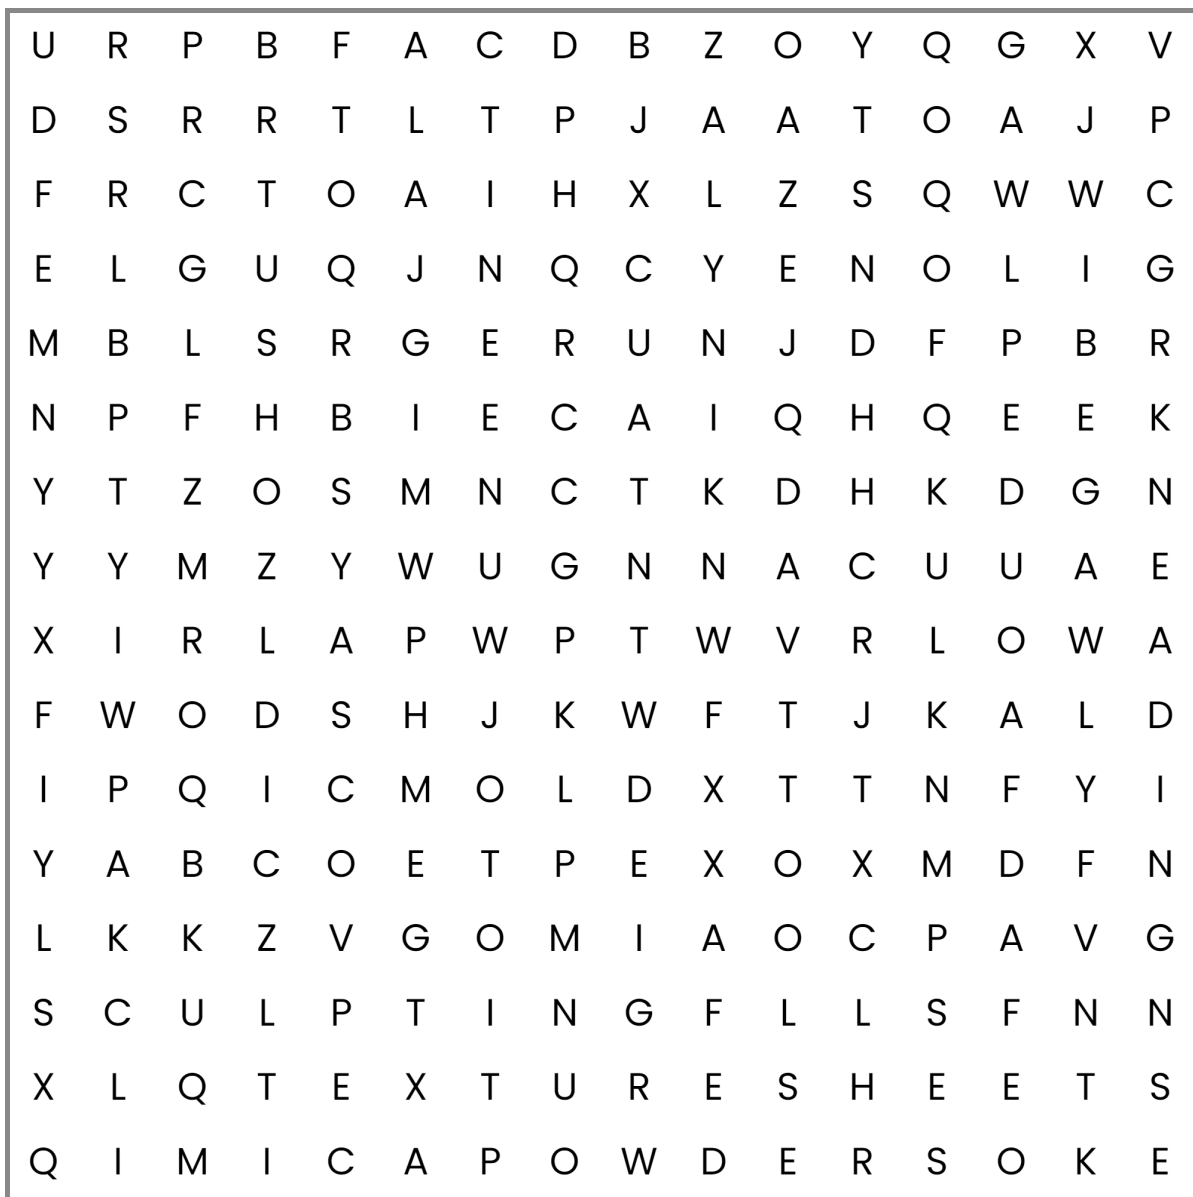 U R P B F A C D B Z O Y Q G X V
D S R R T L T P J A A T O A J P
F R C T O A I H X L Z S Q W W C
E L G U Q J N Q C Y E N O L I G
M B L S R G E R U N J D F P B R
N P F H B I E C A I Q H Q E E K
Y T Z O S M N C T K D H K D G N
Y Y M Z Y W U G N N A C U U A E
X I R L A P W P T W V R L O W A
F W O D S H J K W F T J K A L D
I P Q I C M O L D X T T N F Y I
Y A B C O E T P E X O X M D F N
L K K Z V G O M I A O C P A V G
S C U L P T I N G F L L S F N N
X L Q T E X T U R E S H E E T S
Q I M I C A P O W D E R S O K E